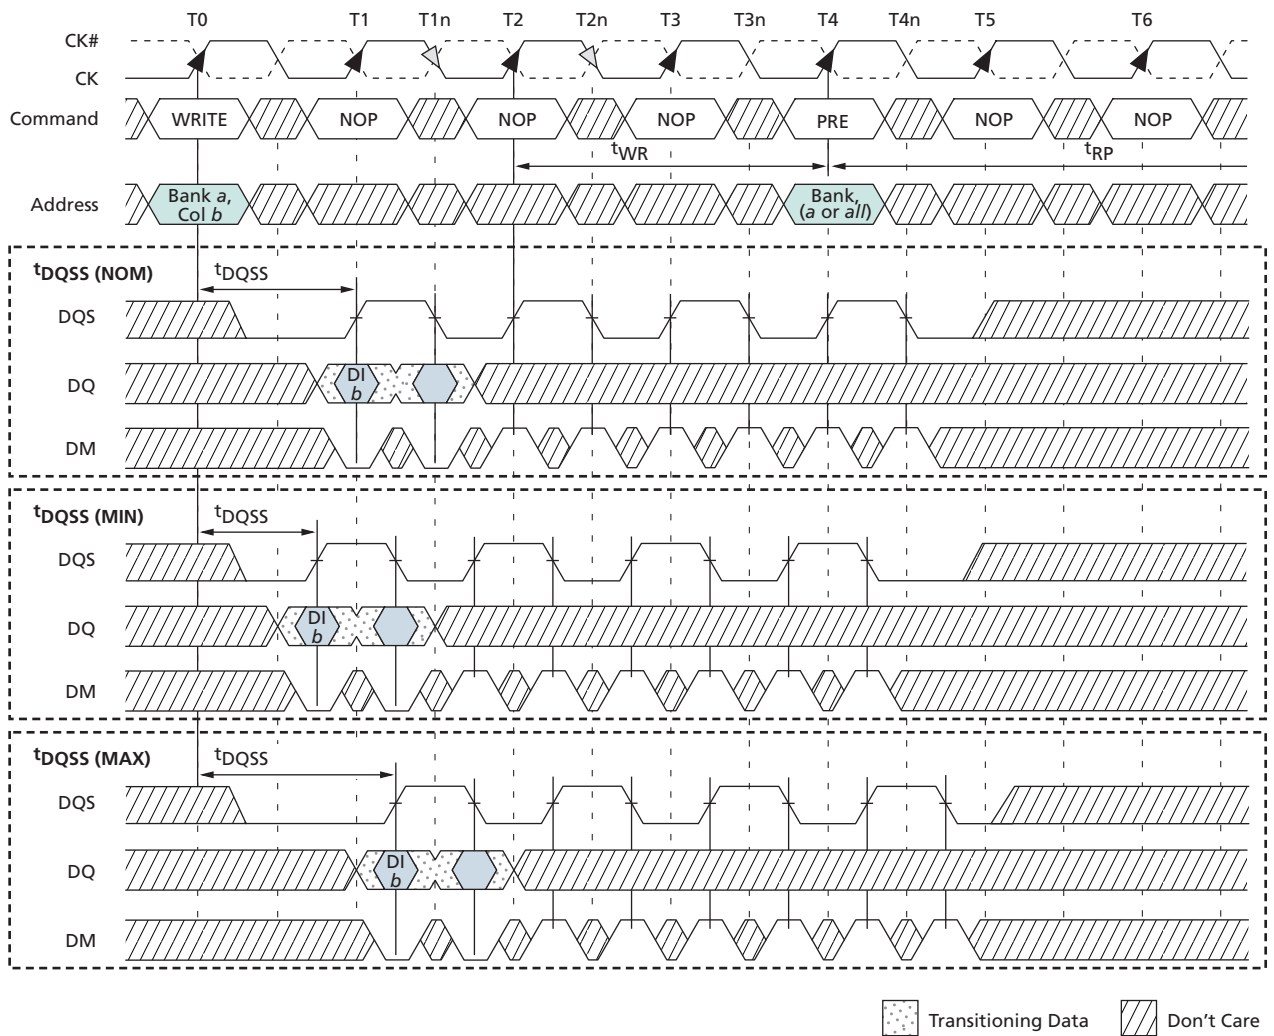 T0 T1 T1n T2 T2n T3 T3n T4 T4n T5 T6
CK#
CK
Command WRITE NOP NOP NOP PRE NOP NOP
tWR tRP
Address Bank a, Col b Bank, (a or all)
tDQSS (NOM) tDQSS
DQS
DQ DI b
DM
tDQSS (MIN) tDQSS
DQS
DQ DI b
DM
tDQSS (MAX) tDQSS
DQS
DQ DI b
DM
Transitioning Data Don't Care